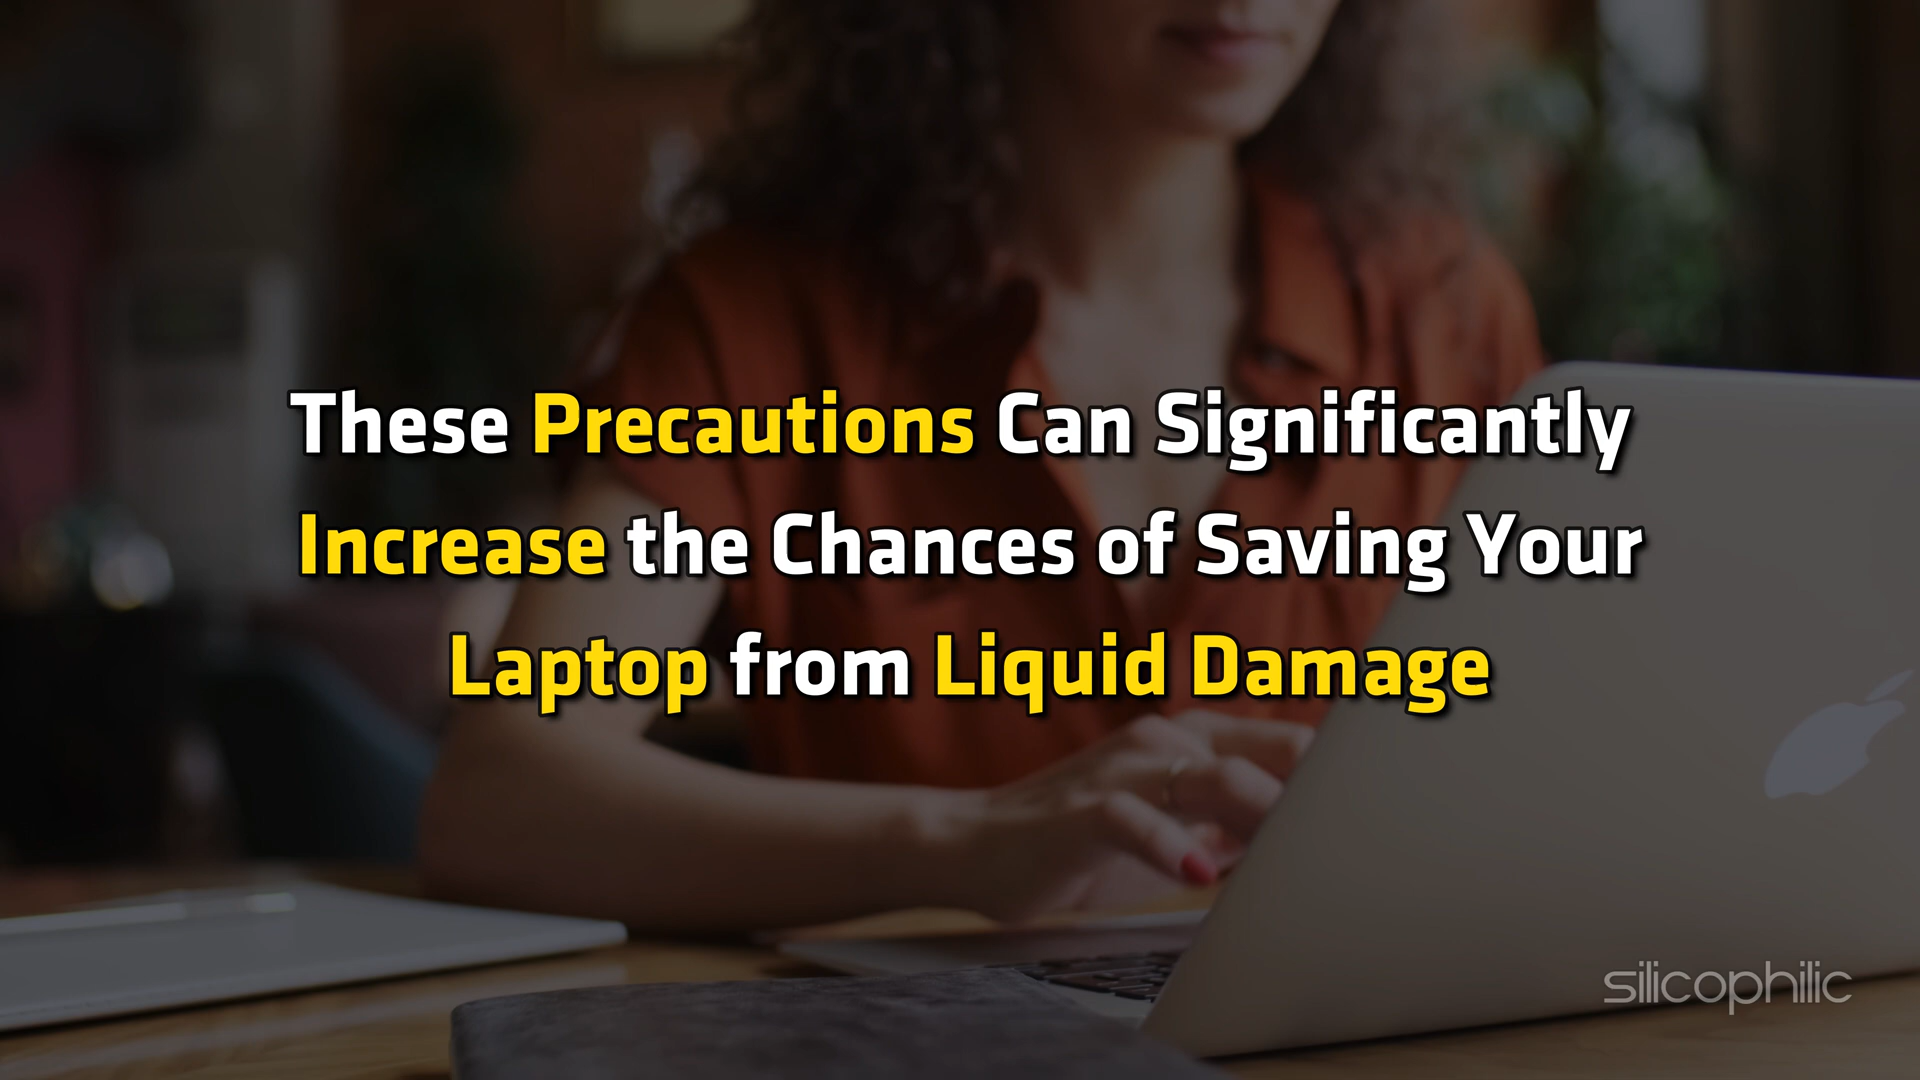 These Precautions Can Significantly
Increase the Chances of Saving Your
Laptop from Liquid Damage
silicophilic